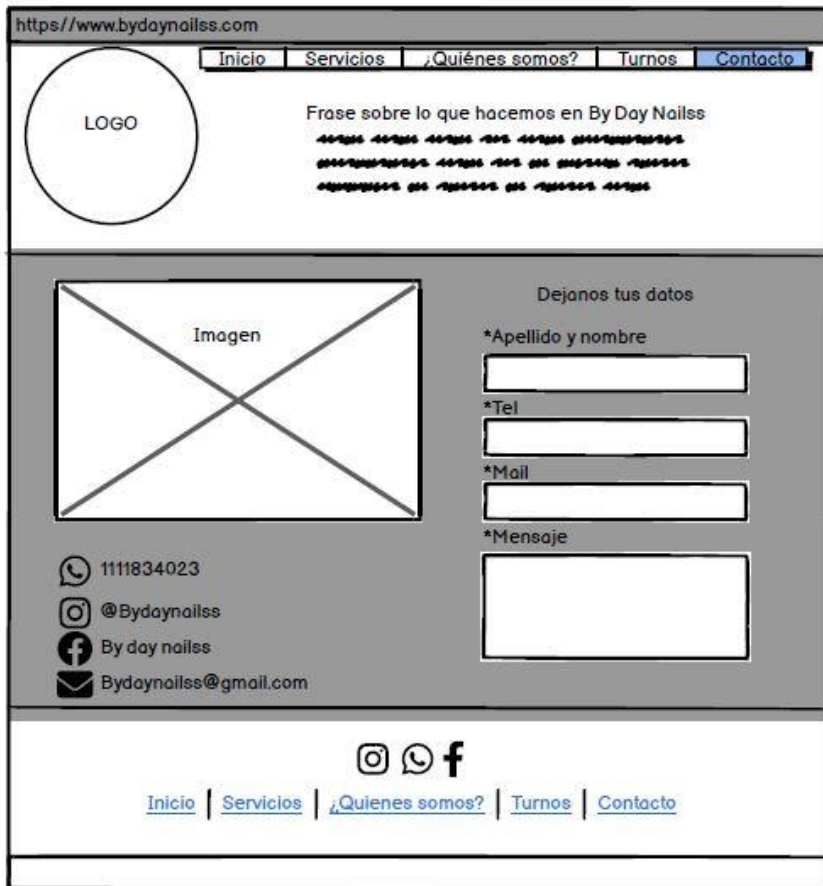 https//www.bydaynailss.com
Inicio Servicios ¿Quiénes somos? Turnos Contacto
LOGO
Frase sobre lo que hacemos en By Day Nailss
Imagen
1111834023
@Bydaynailss
By day nailss
Bydaynailss@gmail.com
Dejanos tus datos
*Apellido y nombre
*Tel
*Mail
*Mensaje
Inicio | Servicios | ¿Quienes somos? | Turnos | Contacto